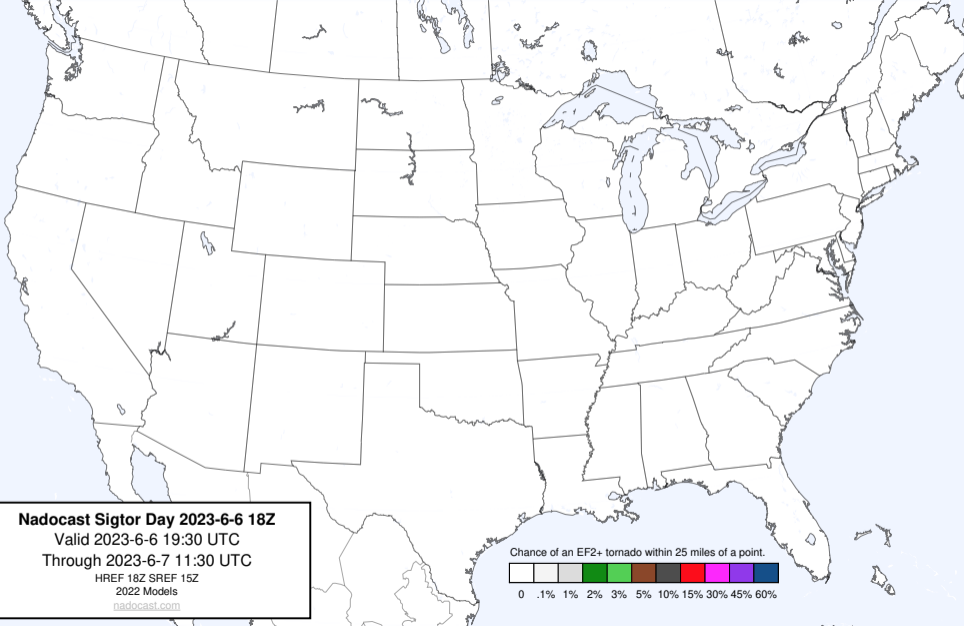 Nadocast Sigtor Day 2023-6-6 18Z
Valid 2023-6-6 19:30 UTC
Through 2023-6-7 11:30 UTC
HREF 18Z SREF 15Z
2022 Models
nadocast.com
Chance of an EF2+ tornado within 25 miles of a point.
0 .1% 1% 2% 3% 5% 10% 15% 30% 45% 60%